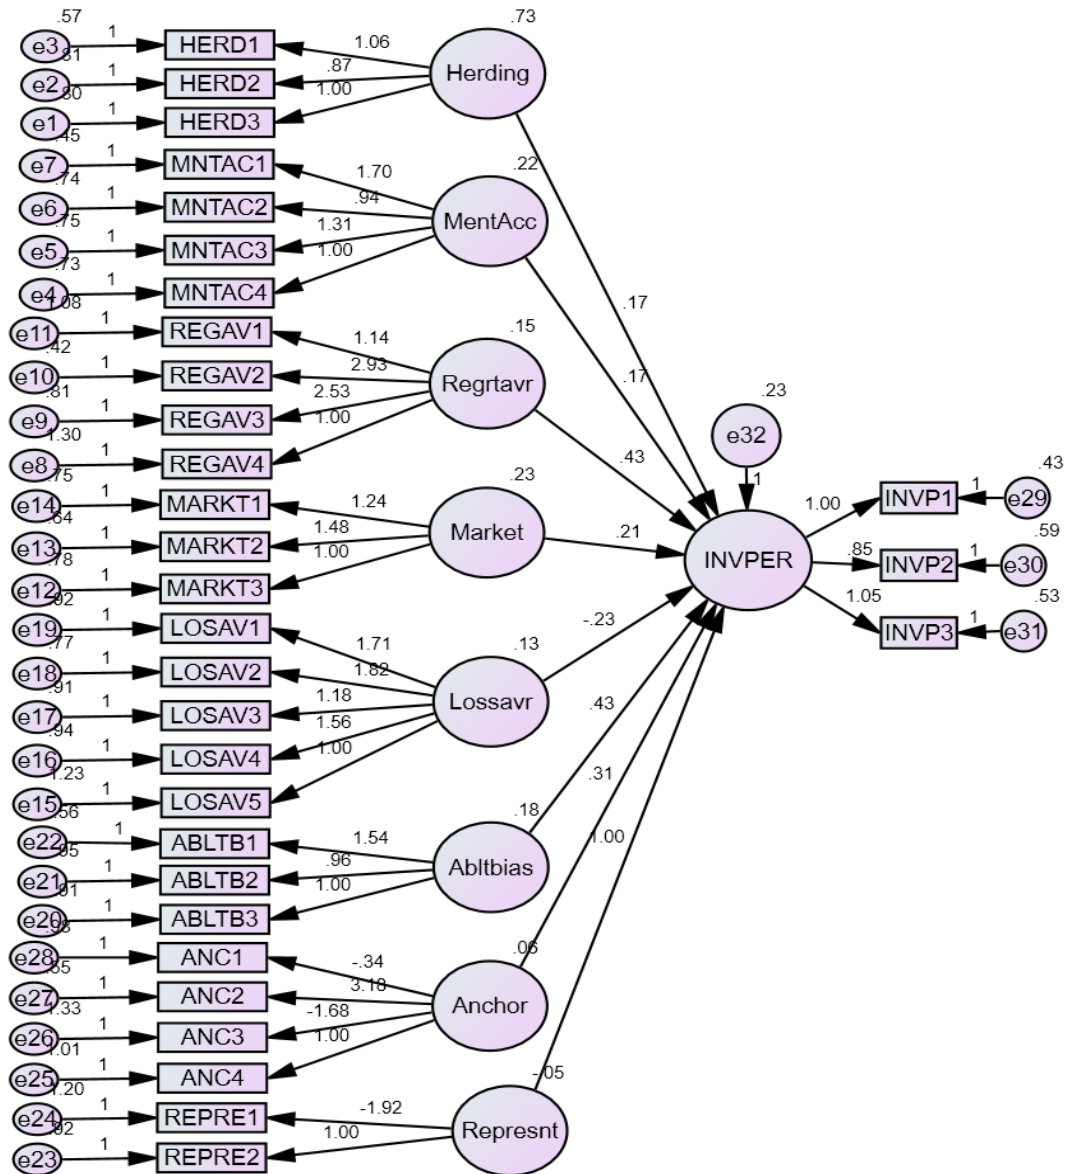 .57
e3 1 HERD1 1.06 .73
.81
e2 1 HERD2 .87 Herding
.80
e1 1 HERD3 1.00
.45
e7 1 MNTAC1 1.70 .22
.74
e6 1 MNTAC2 .94 MentAcc
.75
e5 1 MNTAC3 1.31
.73
e4 1 MNTAC4 1.00
1.08
.17
e11 1 REGAV1 1.14 .15
.42
e10 1 REGAV2 2.93 Regrtavr .17
.81
e9 1 REGAV3 2.53 .23
1.30
1.00 e32
e8 1 REGAV4 .43
.75
e14 1 MARKT1 1.24 .23 1 1.00 INVP1 1 e29 .43
.64
e13 1 MARKT2 1.48 Market .21 INVPER .85 INVP2 1 e30 .59
.78
e12 1 MARKT3 1.00
e19 1 LOSAV1 1.71 .13 -.23 1.05 INVP3 1 e31 .53
.77
e18 1 LOSAV2 1.82 Lossavr
.91
e17 1 LOSAV3 1.18 .43
.94
e16 1 LOSAV4 1.56
1.23
1.00 .31
e15 1 LOSAV5
.56
e22 1 ABLTB1 1.54 .18 1.00
e21 1 ABLTB2 .96 Abltbias
e20 1 ABLTB3 1.00
e28 1 ANC1 -.34 .06
e27 1 ANC2 3.18 Anchor
1.33
e26 1 ANC3 -1.68
1.01
1.00
e25 1 ANC4 -.05
1.20
e24 1 REPRE1 -1.92 Represnt
e23 1 REPRE2 1.00